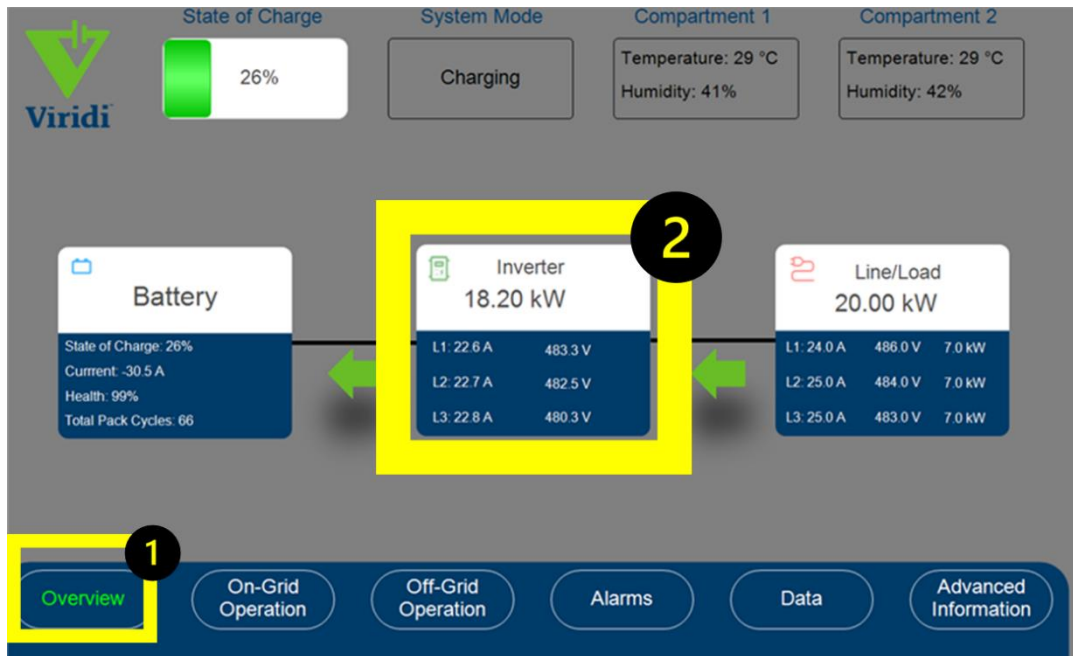 State of Charge
System Mode
Compartment 1
Compartment 2
Viridi
26%
Charging
Temperature: 29 °C
Humidity: 41%
Temperature: 29 °C
Humidity: 42%
2
Battery
State of Charge: 26%
Currrent: -30.5 A
Health: 99%
Total Pack Cycles: 66
Inverter
18.20 kW
L1: 22.6 A 483.3 V
L2: 22.7 A 482.5 V
L3: 22.8 A 480.3 V
Line/Load
20.00 kW
L1: 24.0 A 486.0 V 7.0 kW
L2: 25.0 A 484.0 V 7.0 kW
L3: 25.0 A 483.0 V 7.0 kW
1
Overview
On-Grid
Operation
Off-Grid
Operation
Alarms
Data
Advanced
Information